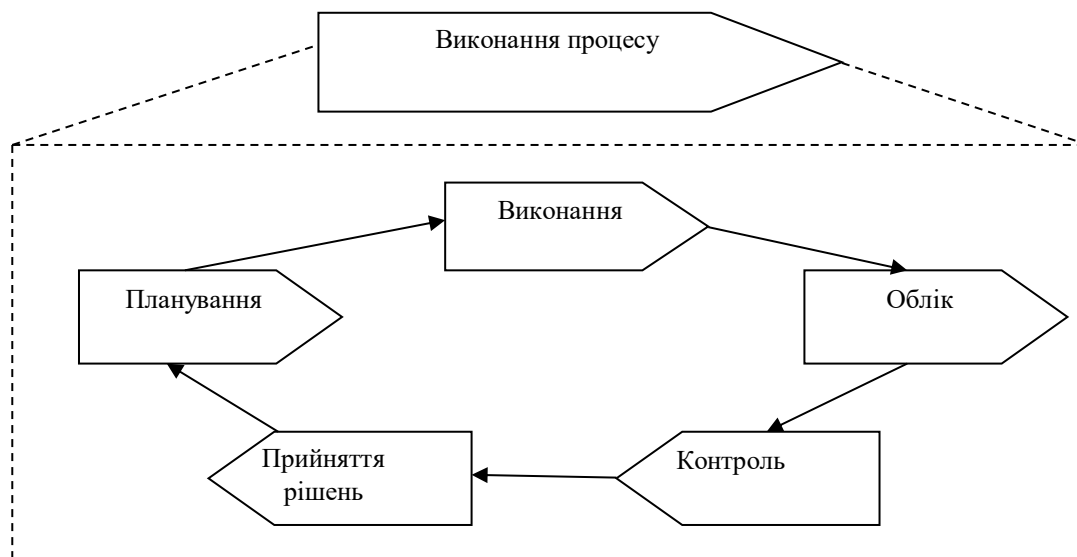 Виконання процесу
Виконання
Планування
Облік
Прийняття
рішень
Контроль